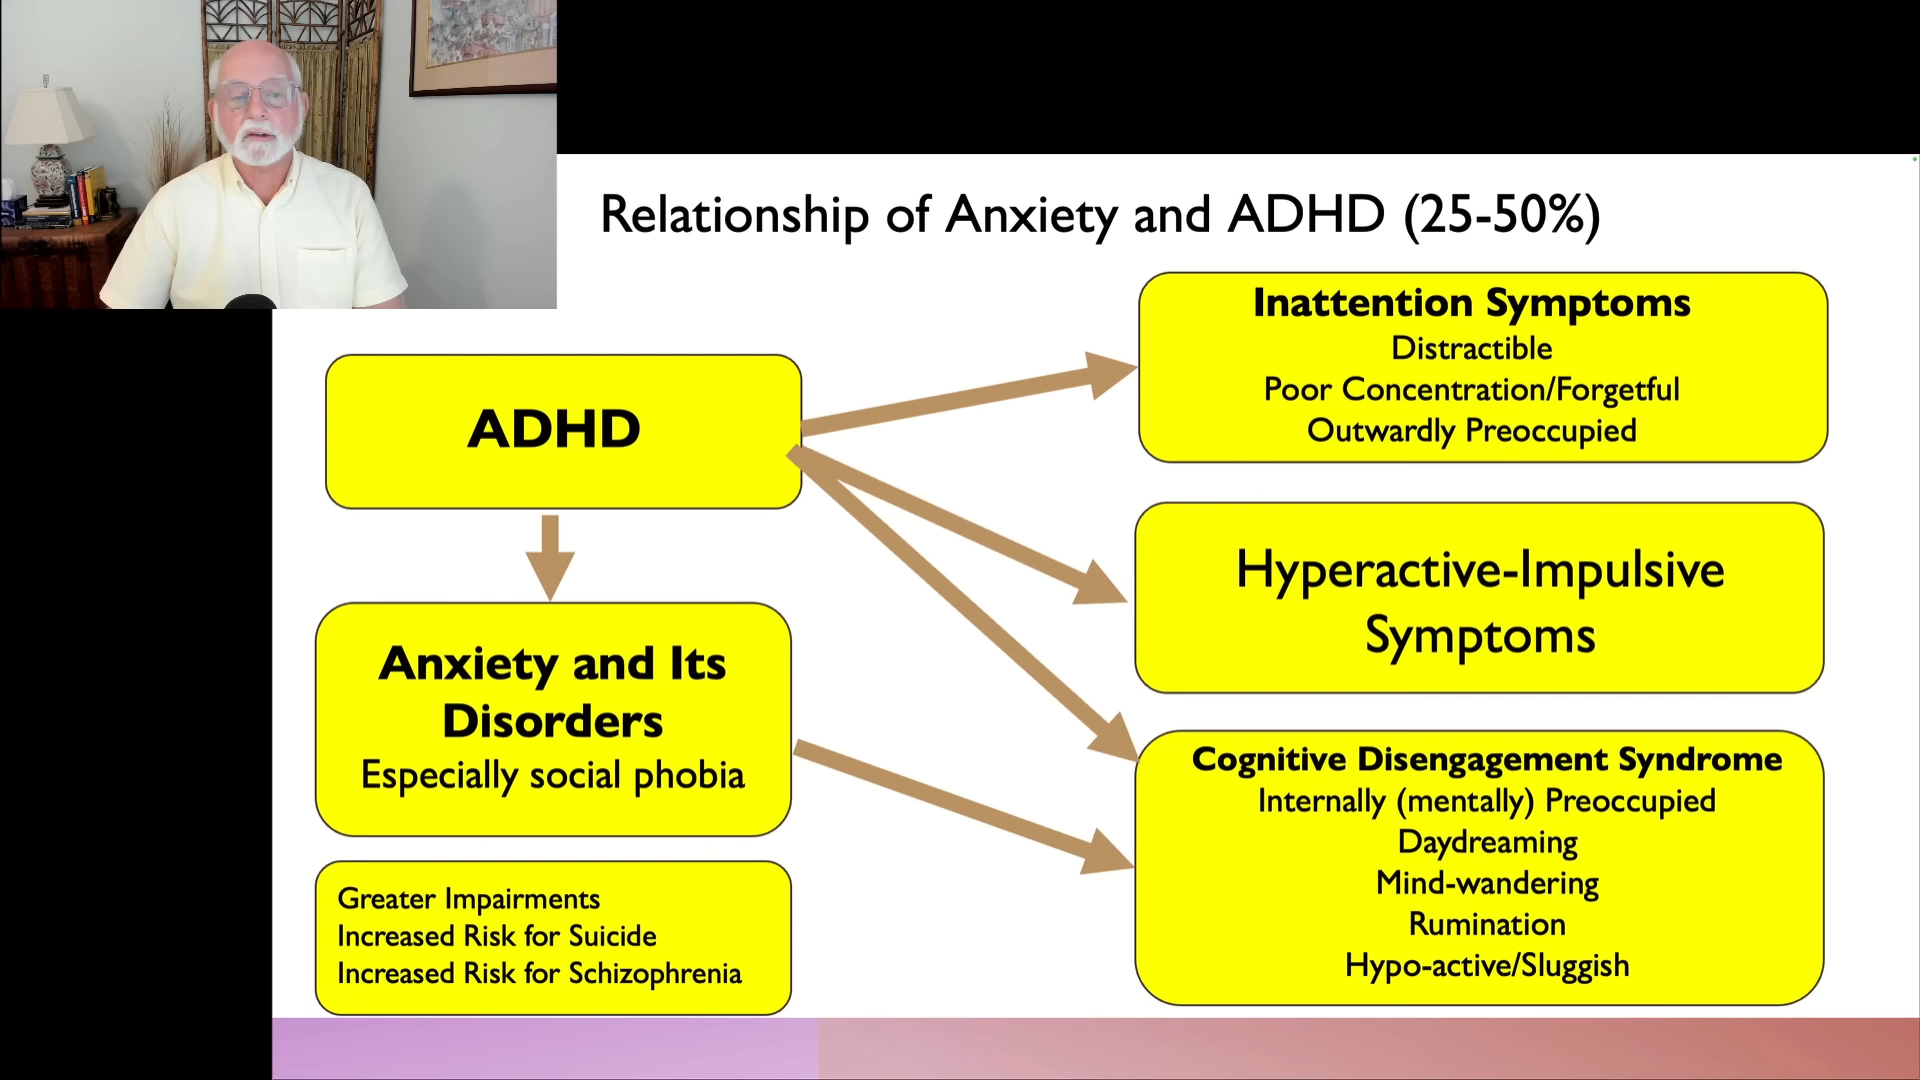 Relationship of Anxiety and ADHD (25-50%)
ADHD
Anxiety and Its
Disorders
Especially social phobia
Greater Impairments
Increased Risk for Suicide
Increased Risk for Schizophrenia
Inattention Symptoms
Distractible
Poor Concentration/Forgetful
Outwardly Preoccupied
Hyperactive-Impulsive
Symptoms
Cognitive Disengagement Syndrome
Internally (mentally) Preoccupied
Daydreaming
Mind-wandering
Rumination
Hypo-active/Sluggish